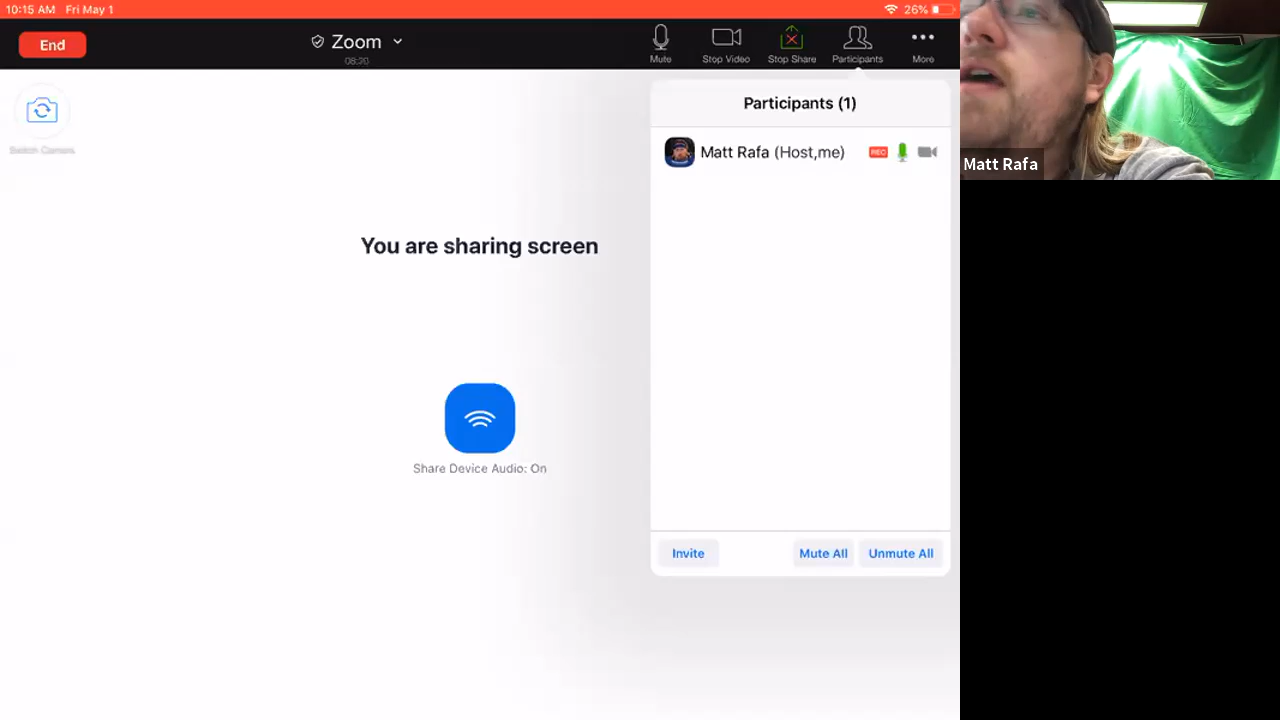 10:15 AM Fri May 1
26%
End
Zoom
08:20
Mute
Stop Video
Stop Share
Participants
More
Switch Camera
Participants (1)
Matt Rafa (Host,me)
REC
Matt Rafa
You are sharing screen
Share Device Audio: On
Invite
Mute All
Unmute All